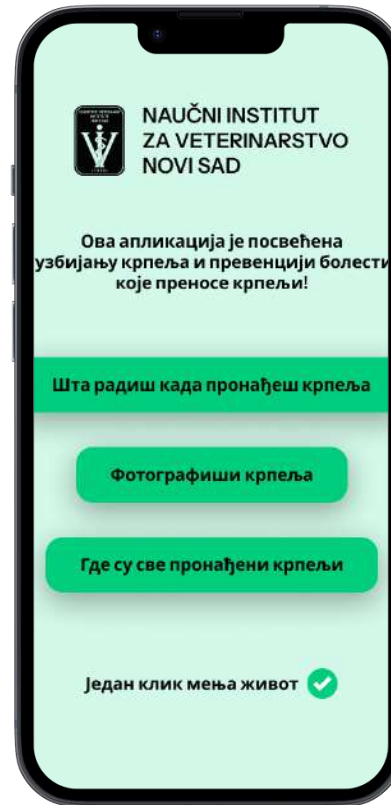 NAUČNI INSTITUT
ZA VETERINARSTVO
NOVI SAD
Ова апликација је посвећена
узбијању крпеља и превенцији болести
које преносе крпељи!
Шта радиш када пронађеш крпеља
Фотографиши крпеља
Где су све пронађени крпељи
Један клик мења живот